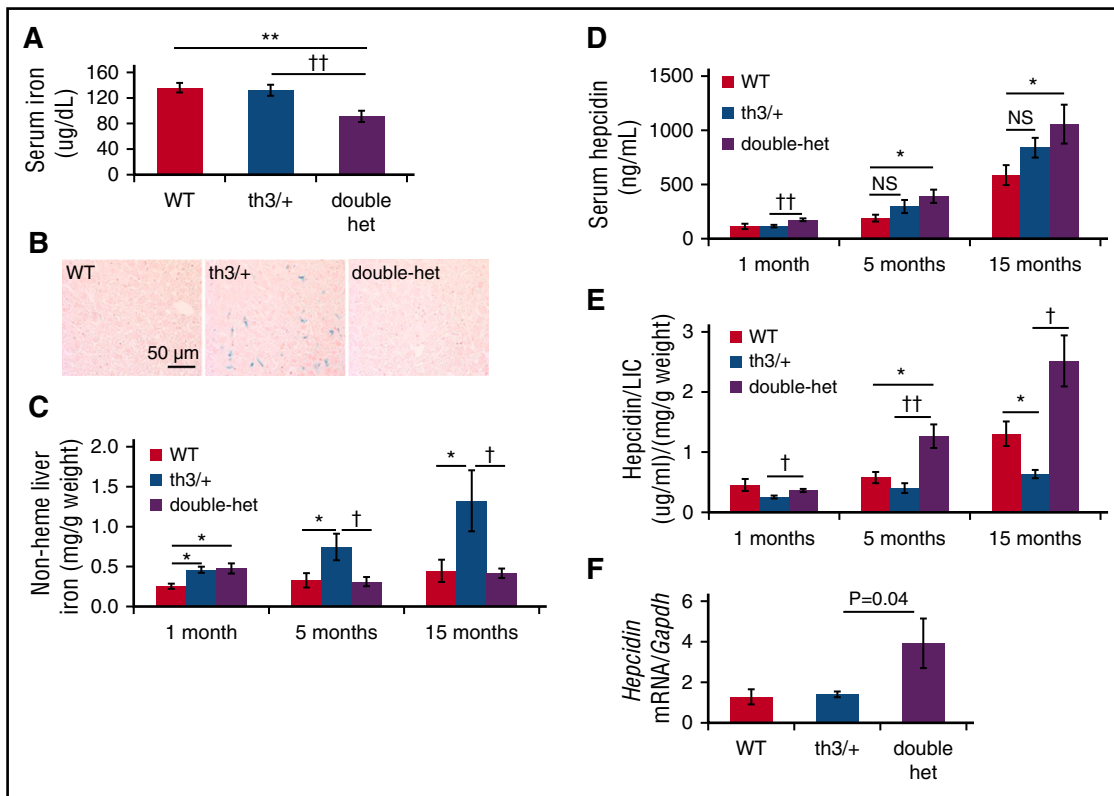 A
**
††
Serum iron
(ug/dL)
160
120
80
40
0
WT
th3/+
double
het
B
WT
th3/+
double-het
50 µm
C
Non-heme liver
iron (mg/g weight)
2.0
1.5
1.0
0.5
0.0
WT
th3/+
double-het
*
*
*
†
*
†
1 month
5 months
15 months
D
Serum hepcidin
(ng/mL)
1500
1000
500
0
WT
th3/+
double-het
††
*
NS
*
NS
1 month
5 months
15 months
E
Hepcidin/LIC
(ug/ml)/(mg/g weight)
3
2
1
0
WT
th3/+
double-het
†
*
††
†
*
1 months
5 months
15 months
F
Hepcidin
mRNA/Gapdh
6
4
2
0
P=0.04
WT
th3/+
double
het